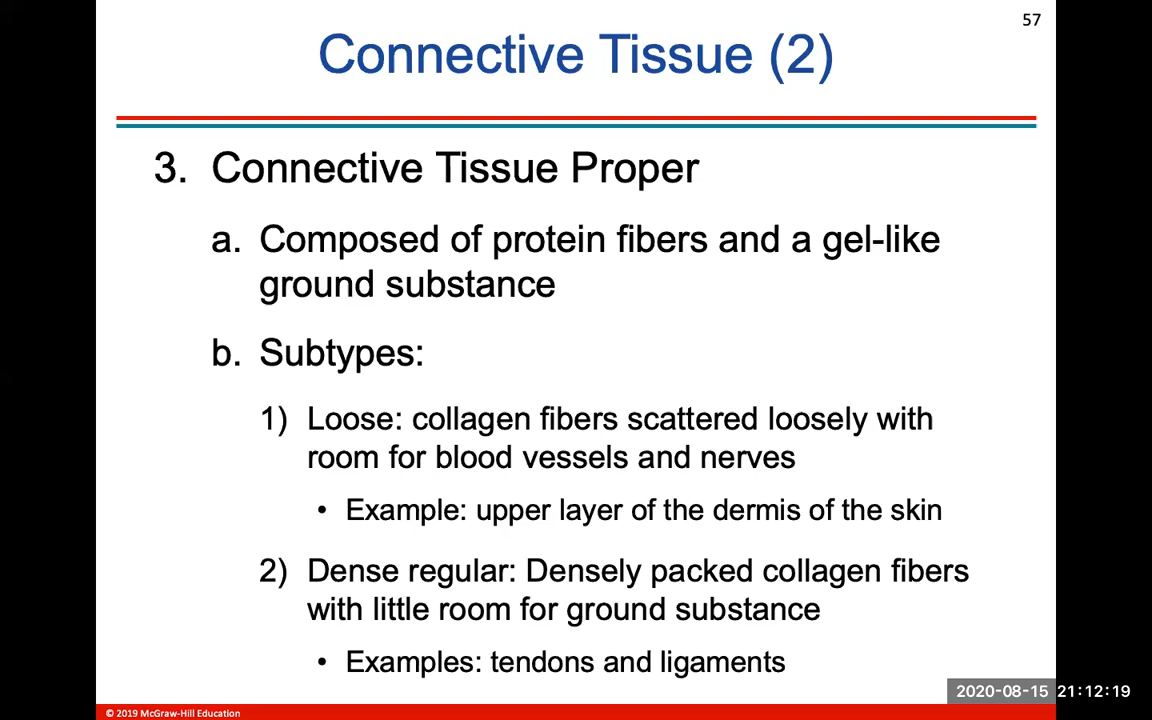 57
Connective Tissue (2)
3. Connective Tissue Proper
a. Composed of protein fibers and a gel-like
ground substance
b. Subtypes:
1) Loose: collagen fibers scattered loosely with
room for blood vessels and nerves
• Example: upper layer of the dermis of the skin
2) Dense regular: Densely packed collagen fibers
with little room for ground substance
• Examples: tendons and ligaments
2020-08-15 21:12:19
© 2019 McGraw-Hill Education